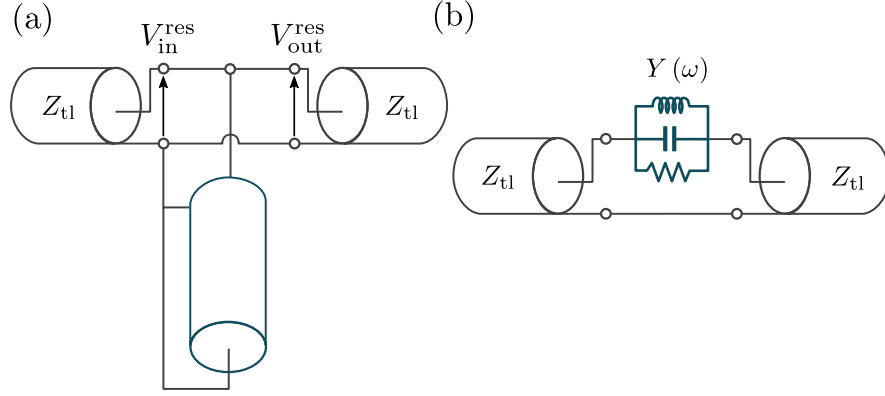 (a)
V_in^res
V_out^res
Z_tl
Z_tl
(b)
Y (ω)
Z_tl
Z_tl